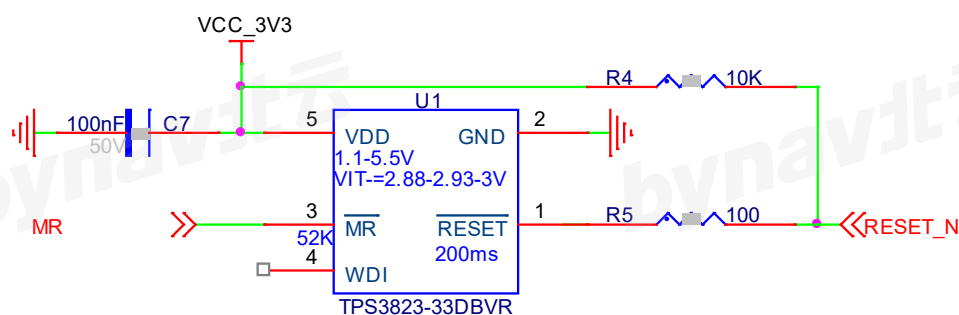 VCC_3V3
R4 10K
U1
100nF C7
50V
5 VDD GND 2
1.1-5.5V
VIT-=2.88-2.93-3V
MR 3 MR RESET 1 R5 100 RESET_N
52K 200ms
4 WDI
TPS3823-33DBVR
bynav北云
bynav北云